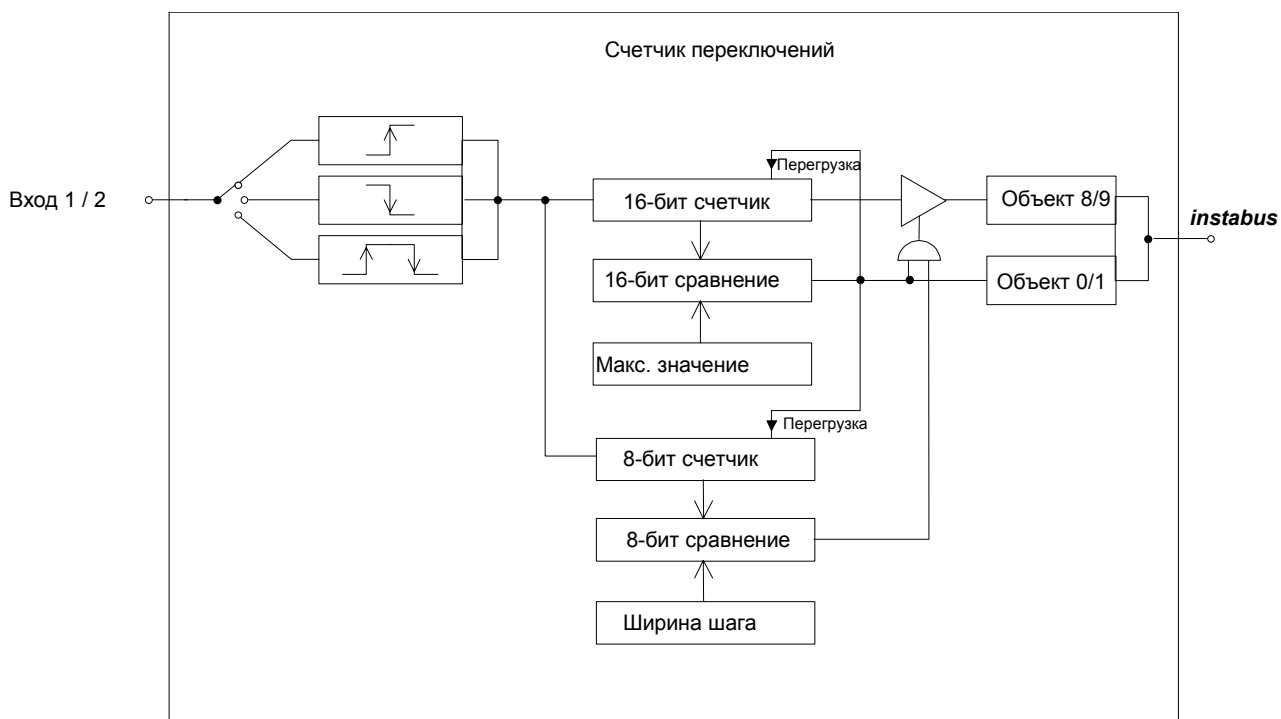 Счетчик переключений
Перегрузка
Вход 1 / 2
16-бит счетчик
Объект 8/9
instabus
16-бит сравнение
Объект 0/1
Макс. значение
Перегрузка
8-бит счетчик
8-бит сравнение
Ширина шага